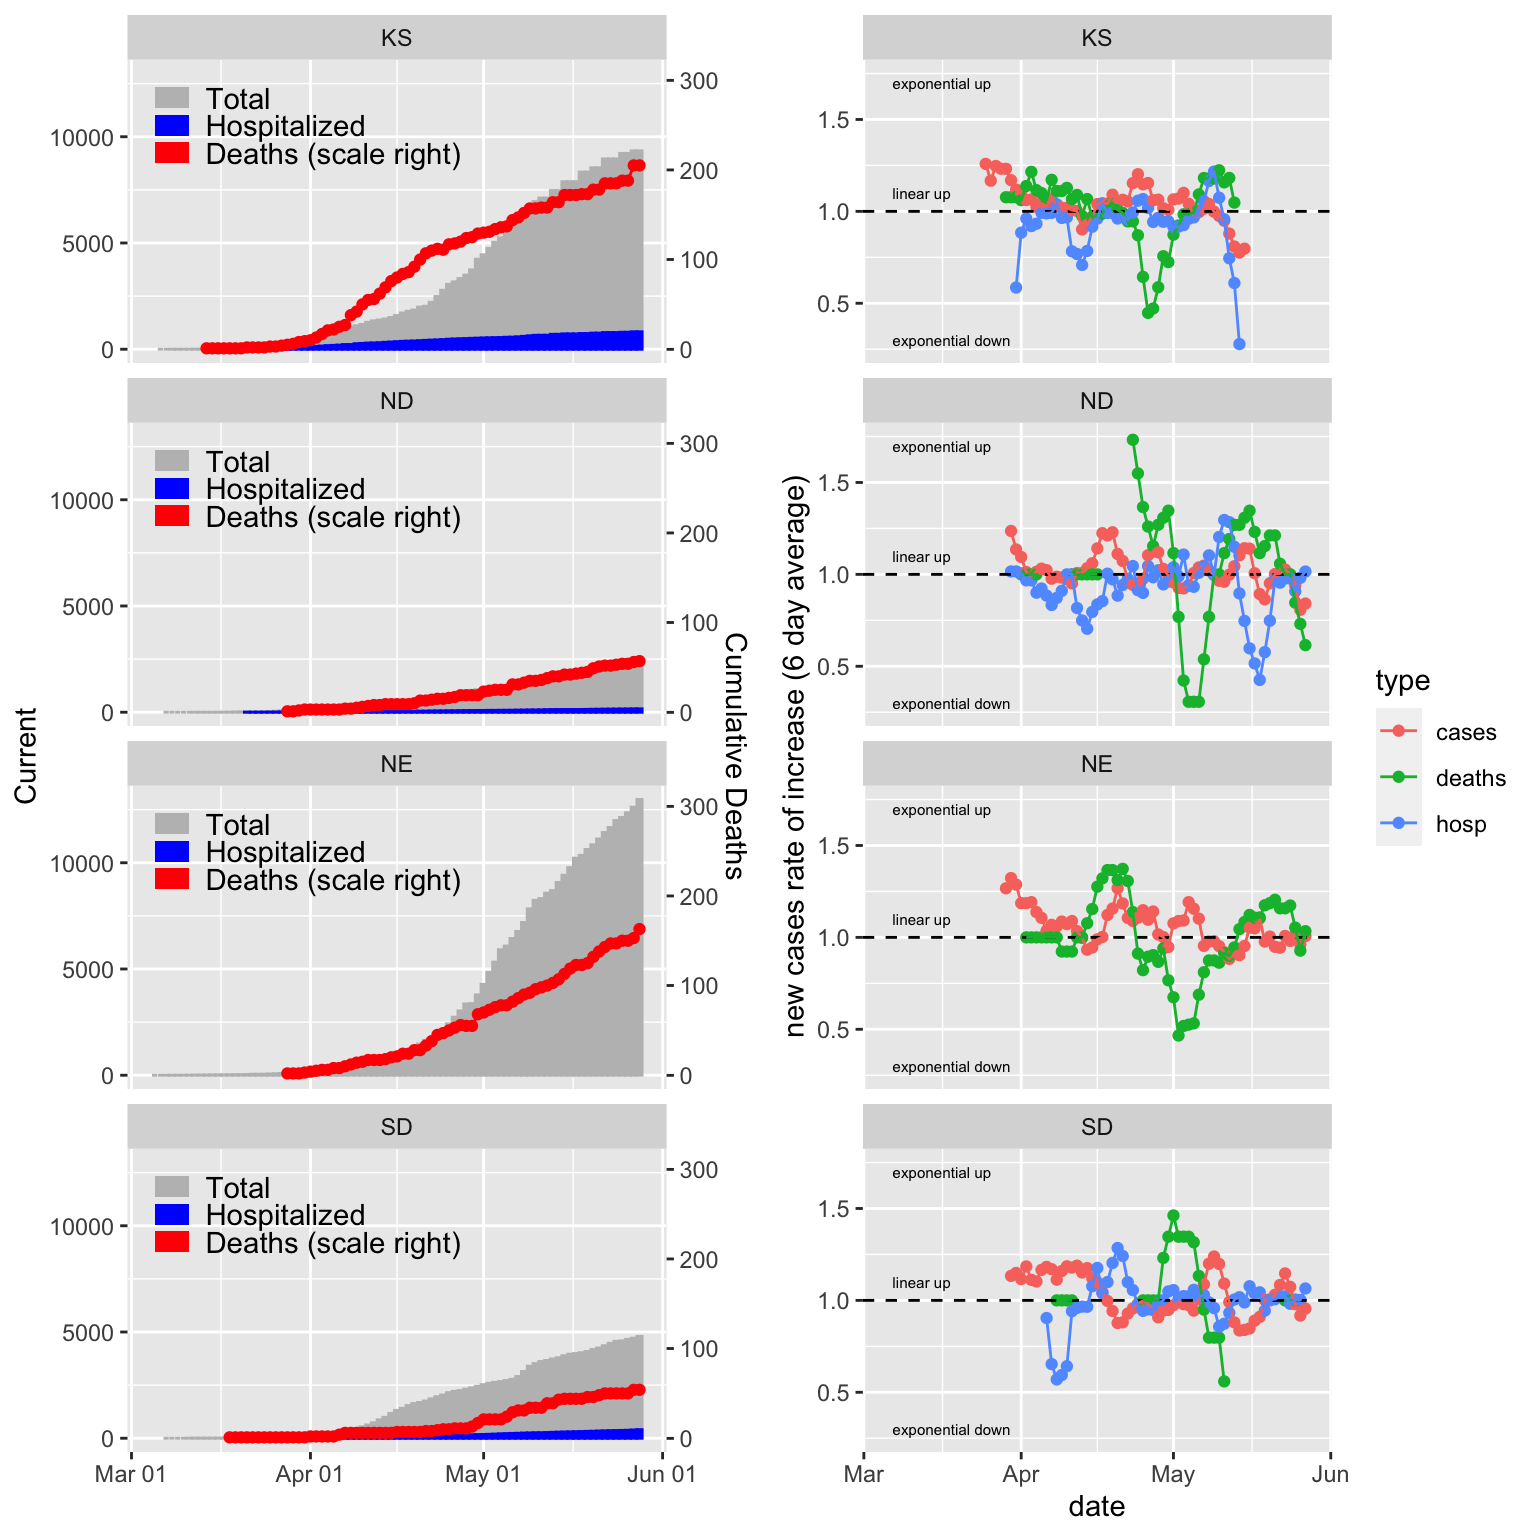 KS
Total
Hospitalized
Deaths (scale right)
10000
5000
0
300
200
100
0
ND
Total
Hospitalized
Deaths (scale right)
10000
5000
0
300
200
100
0
NE
Total
Hospitalized
Deaths (scale right)
10000
5000
0
300
200
100
0
SD
Total
Hospitalized
Deaths (scale right)
10000
5000
0
300
200
100
0
Mar 01
Apr 01
May 01
Jun 01
Current
Cumulative Deaths
KS
exponential up
linear up
exponential down
1.5
1.0
0.5
ND
exponential up
linear up
exponential down
1.5
1.0
0.5
NE
exponential up
linear up
exponential down
1.5
1.0
0.5
SD
exponential up
linear up
exponential down
1.5
1.0
0.5
Mar
Apr
May
Jun
date
new cases rate of increase (6 day average)
type
cases
deaths
hosp